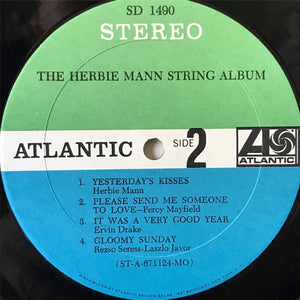 SD 1490
STEREO
THE HERBIE MANN STRING ALBUM
ATLANTIC
SIDE 2
ATLANTIC
1. YESTERDAY'S KISSES
Herbie Mann
2. PLEASE SEND ME SOMEONE
TO LOVE--Percy Mayfield
3. IT WAS A VERY GOOD YEAR
Ervin Drake
4. GLOOMY SUNDAY
Rezso Seress-Laszlo Javor
(ST-A-671124-MO)